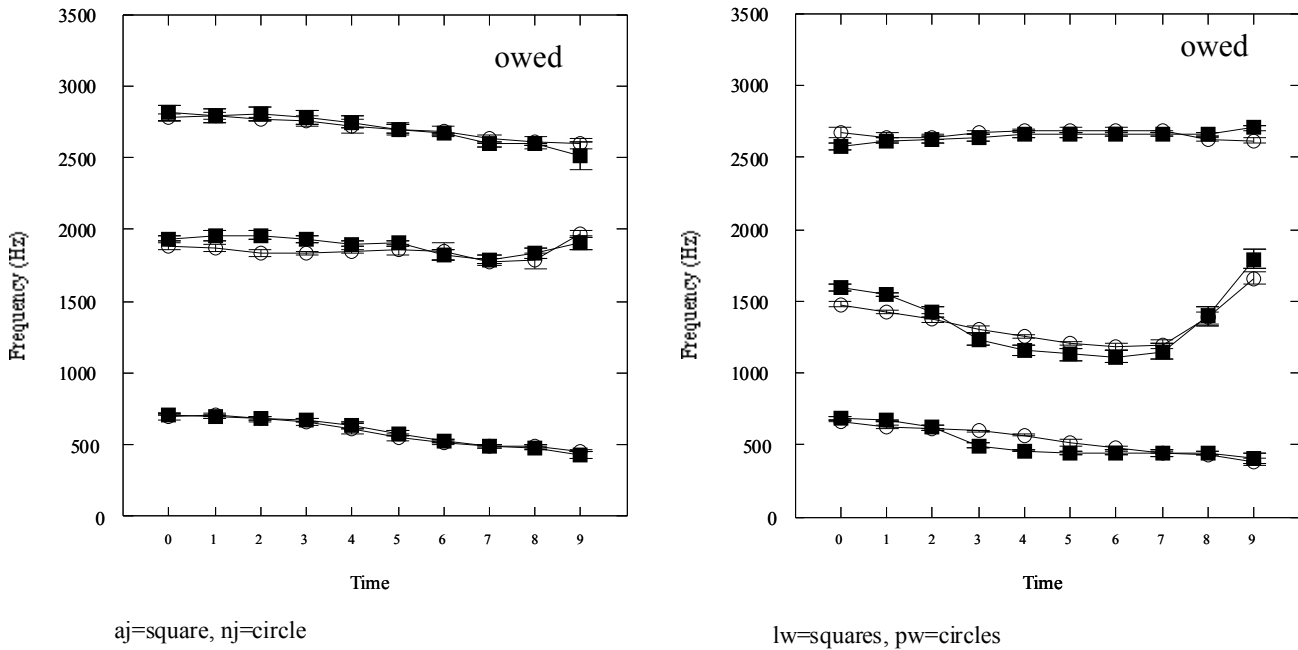 owed
3500
3000
2500
2000
1500
1000
500
0
Frequency (Hz)
0 1 2 3 4 5 6 7 8 9
Time
aj=square, nj=circle
owed
3500
3000
2500
2000
1500
1000
500
0
Frequency (Hz)
0 1 2 3 4 5 6 7 8 9
Time
lw=squares, pw=circles